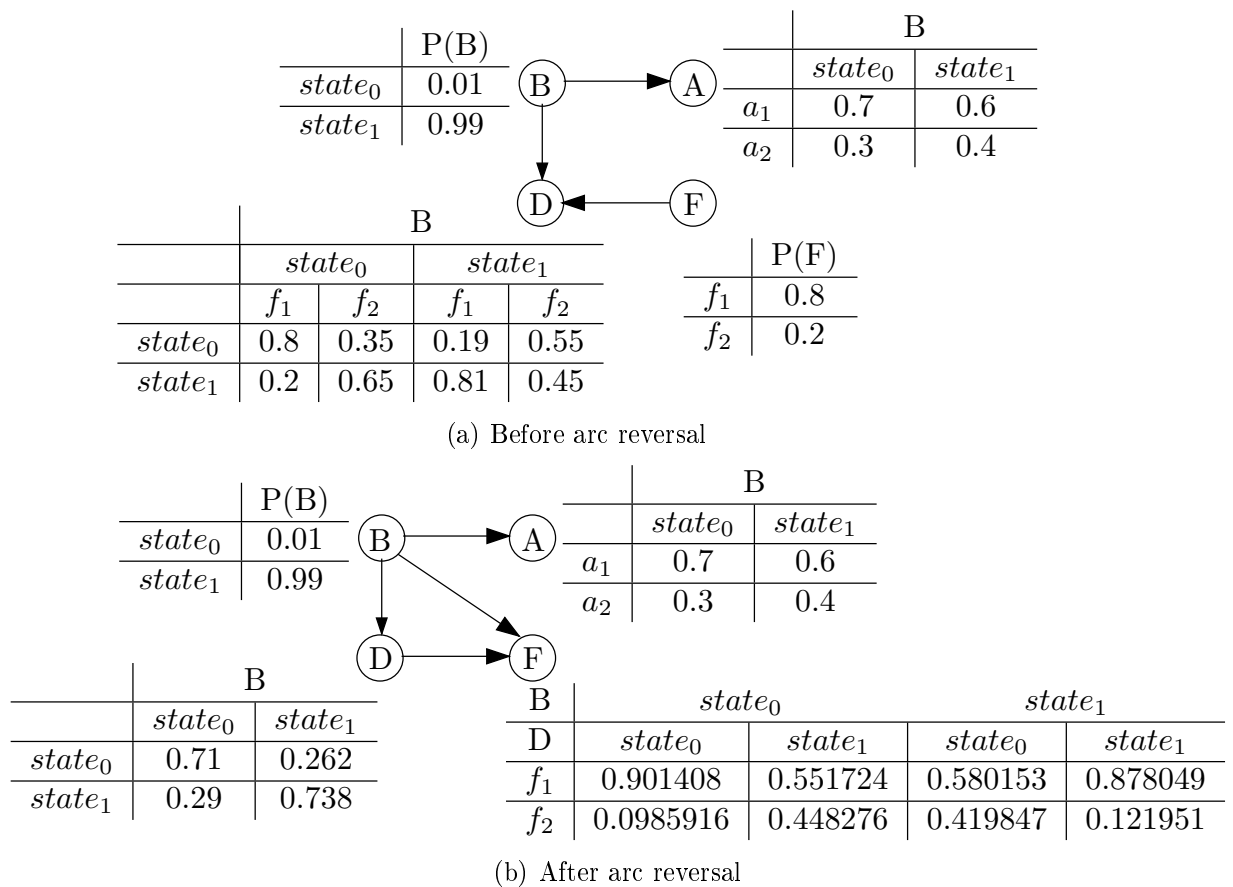 P(B)
state₀ 0.01
state₁ 0.99
B
A
B
state₀ state₁
a₁ 0.7 0.6
a₂ 0.3 0.4
D
F
B
state₀ state₁
f₁ f₂ f₁ f₂
state₀ 0.8 0.35 0.19 0.55
state₁ 0.2 0.65 0.81 0.45
P(F)
f₁ 0.8
f₂ 0.2
(a) Before arc reversal
P(B)
state₀ 0.01
state₁ 0.99
B
A
B
state₀ state₁
a₁ 0.7 0.6
a₂ 0.3 0.4
D
F
B
state₀ state₁
state₀ 0.71 0.262
state₁ 0.29 0.738
B state₀ state₁
D state₀ state₁ state₀ state₁
f₁ 0.901408 0.551724 0.580153 0.878049
f₂ 0.0985916 0.448276 0.419847 0.121951
(b) After arc reversal